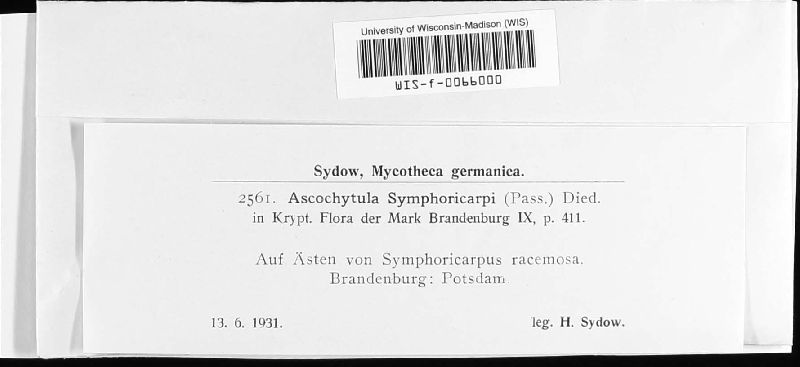 University of Wisconsin-Madison (WIS)
WIS-f-0066000
Sydow, Mycotheca germanica.
2561. Ascochytula Symphoricarpi (Pass.) Died.
in Krypt. Flora der Mark Brandenburg IX, p. 411.
Auf Ästen von Symphoricarpus racemosa.
Brandenburg: Potsdam
13. 6. 1931. leg. H. Sydow.